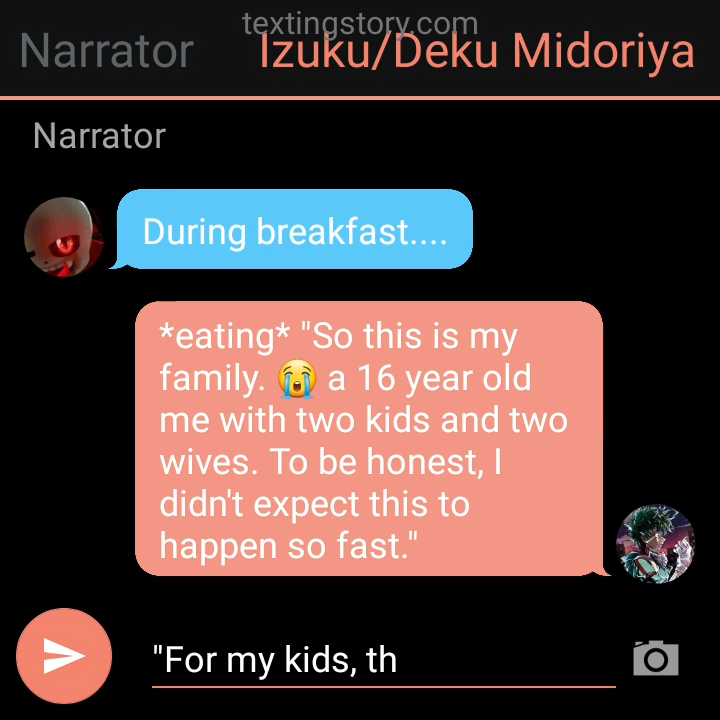 textingstory.com
Narrator Izuku/Deku Midoriya
Narrator
During breakfast....
*eating* "So this is my
family. 😭 a 16 year old
me with two kids and two
wives. To be honest, I
didn't expect this to
happen so fast."
"For my kids, th